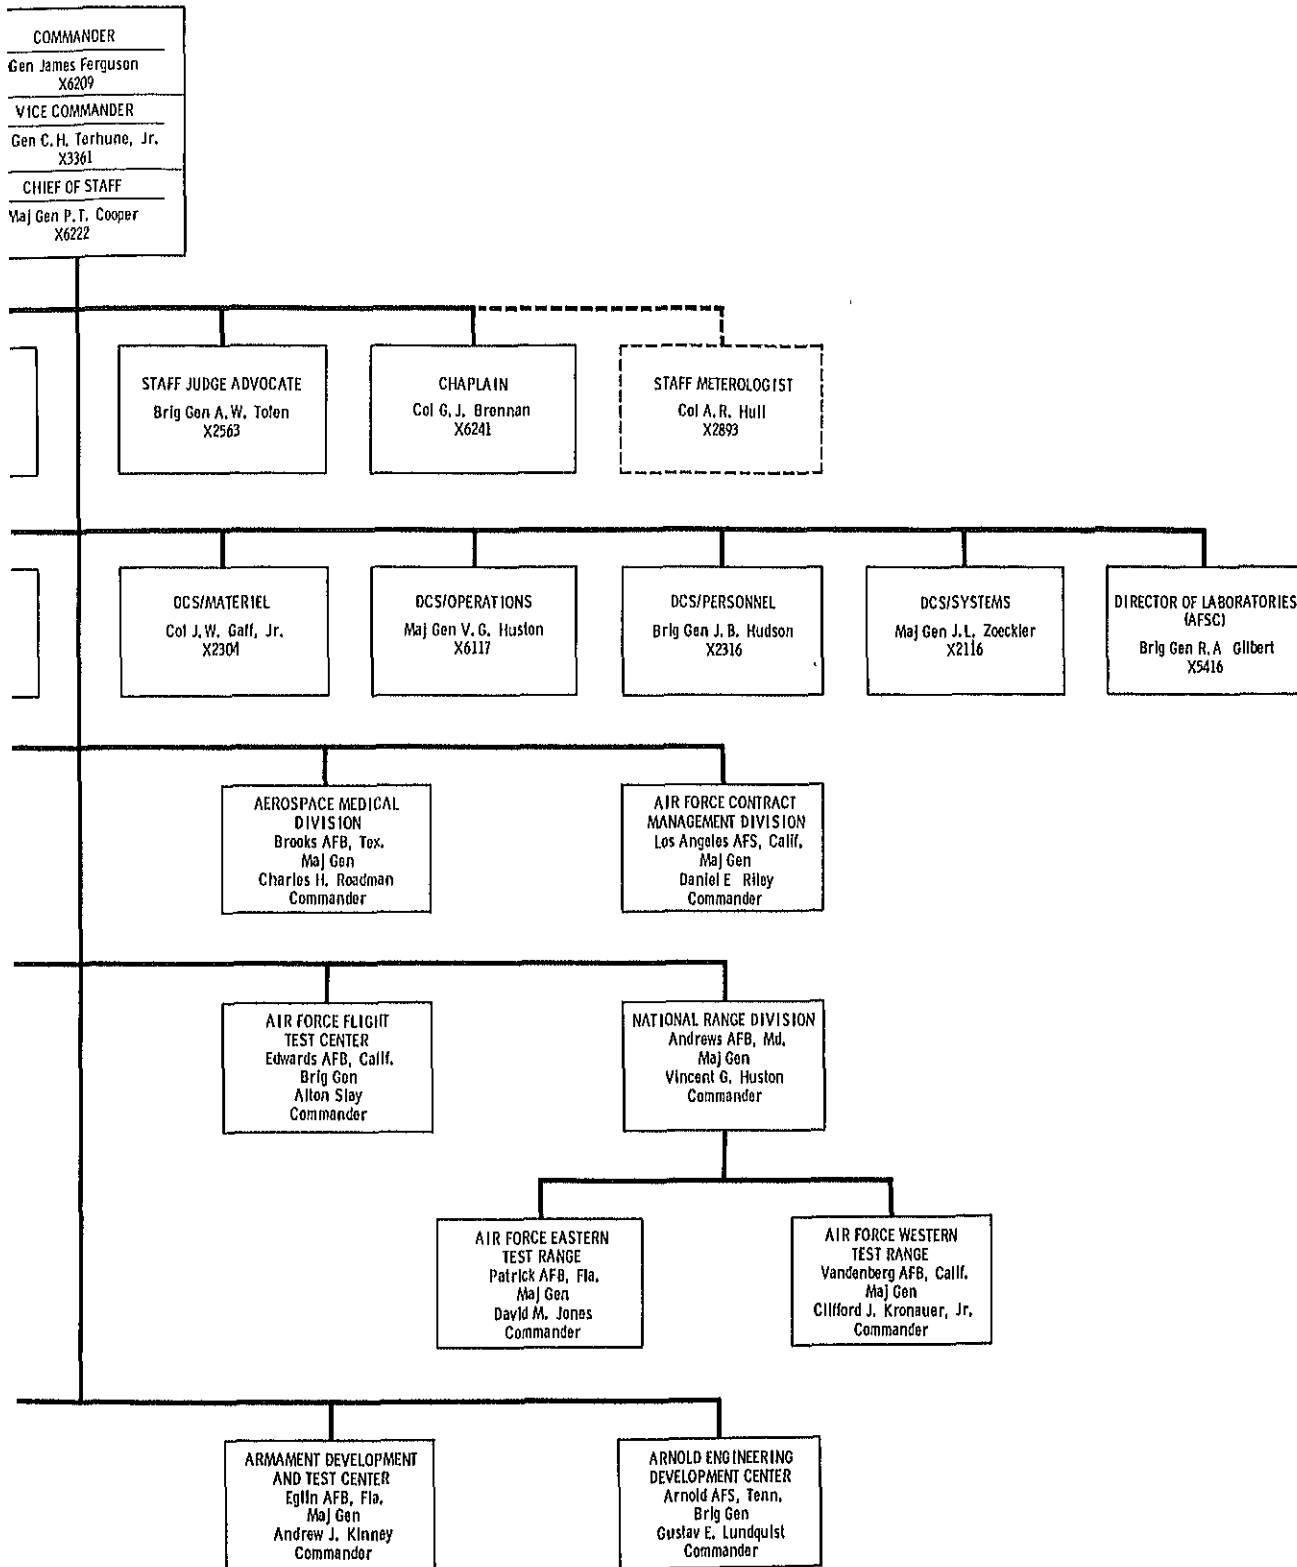 COMMANDER
Gen James Ferguson
X6209
VICE COMMANDER
Gen C.H. Terhune, Jr.
X3361
CHIEF OF STAFF
Maj Gen P.T. Cooper
X6222
STAFF JUDGE ADVOCATE
Brig Gen A.W. Tolen
X2563
CHAPLAIN
Col G.J. Brennan
X6241
STAFF METEROLOGIST
Col A.R. Hull
X2893
DCS/MATERIEL
Col J.W. Gaff, Jr.
X2304
DCS/OPERATIONS
Maj Gen V.G. Huston
X6117
DCS/PERSONNEL
Brig Gen J.B. Hudson
X2316
DCS/SYSTEMS
Maj Gen J.L. Zoeckler
X2116
DIRECTOR OF LABORATORIES
(AFSC)
Brig Gen R.A Gilbert
X5416
AEROSPACE MEDICAL
DIVISION
Brooks AFB, Tex.
Maj Gen
Charles H. Roadman
Commander
AIR FORCE CONTRACT
MANAGEMENT DIVISION
Los Angeles AFS, Calif.
Maj Gen
Daniel E Riley
Commander
AIR FORCE FLIGHT
TEST CENTER
Edwards AFB, Calif.
Brig Gen
Alton Slay
Commander
NATIONAL RANGE DIVISION
Andrews AFB, Md.
Maj Gen
Vincent G. Huston
Commander
AIR FORCE EASTERN
TEST RANGE
Patrick AFB, Fla.
Maj Gen
David M. Jones
Commander
AIR FORCE WESTERN
TEST RANGE
Vandenberg AFB, Calif.
Maj Gen
Clifford J. Kronauer, Jr.
Commander
ARMAMENT DEVELOPMENT
AND TEST CENTER
Eglin AFB, Fla.
Maj Gen
Andrew J. Kinney
Commander
ARNOLD ENGINEERING
DEVELOPMENT CENTER
Arnold AFS, Tenn.
Brig Gen
Gustav E. Lundquist
Commander